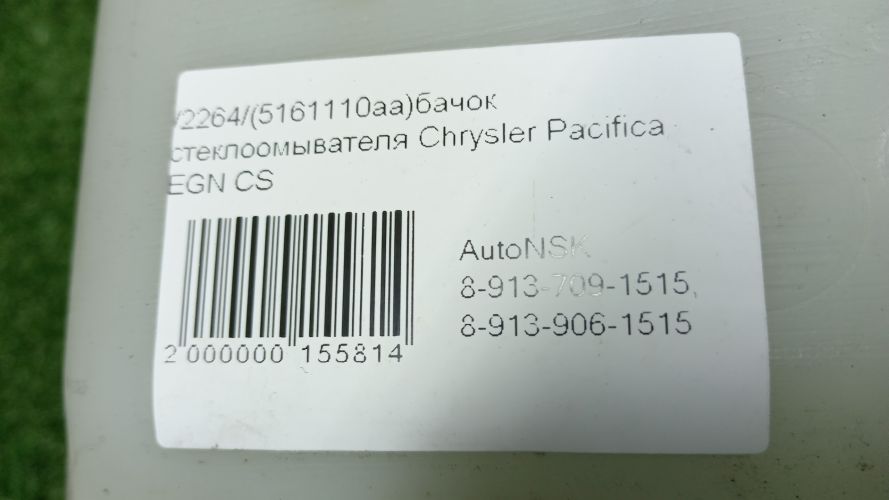 /2264/(5161110aa)бачок
стеклоомывателя Chrysler Pacifica
EGN CS
AutoNSK
8-913-709-1515,
8-913-906-1515
2 000000 155814